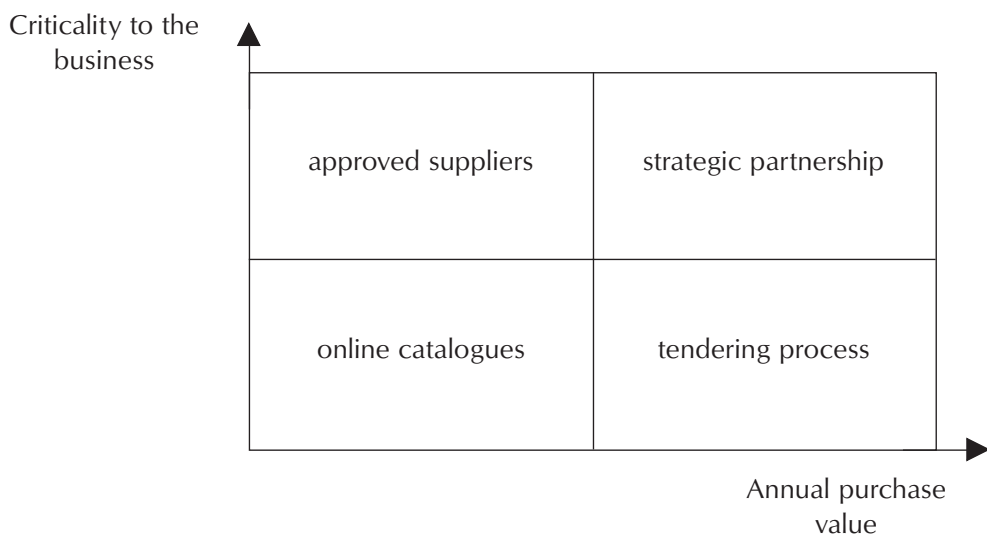 Criticality to the
business
approved suppliers
strategic partnership
online catalogues
tendering process
Annual purchase
value